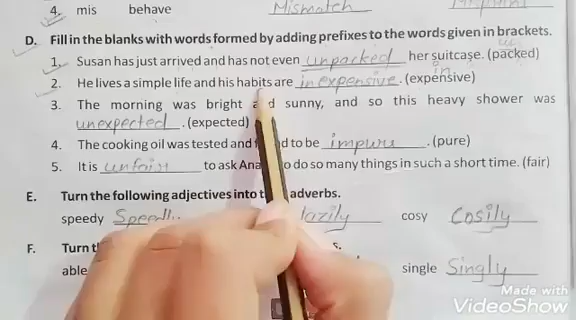 4. mis behave Mismatch
D. Fill in the blanks with words formed by adding prefixes to the words given in brackets.
un
1. Susan has just arrived and has not even unpacked her suitcase. (packed)
in
2. He lives a simple life and his habits are inexpensive. (expensive)
3. The morning was bright and sunny, and so this heavy shower was
unexpected. (expected)
4. The cooking oil was tested and to be impure. (pure)
5. It is unfair to ask to do so many things in such a short time. (fair)
E. Turn the following adjectives into adverbs.
speedy lazily cosy Cosily
F. Turn
able single Singly
Made with
VideoShow